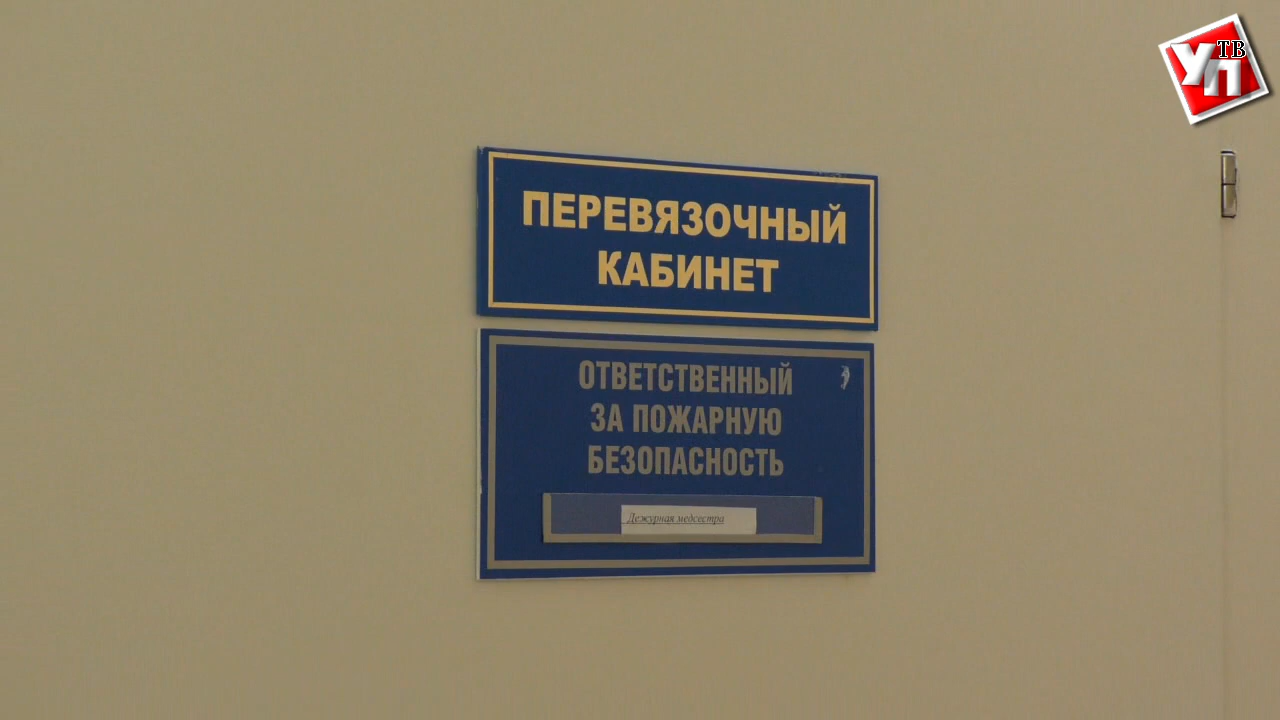 УП ТВ
ПЕРЕВЯЗОЧНЫЙ
КАБИНЕТ
ОТВЕТСТВЕННЫЙ
ЗА ПОЖАРНУЮ
БЕЗОПАСНОСТЬ
Дежурная медсестра